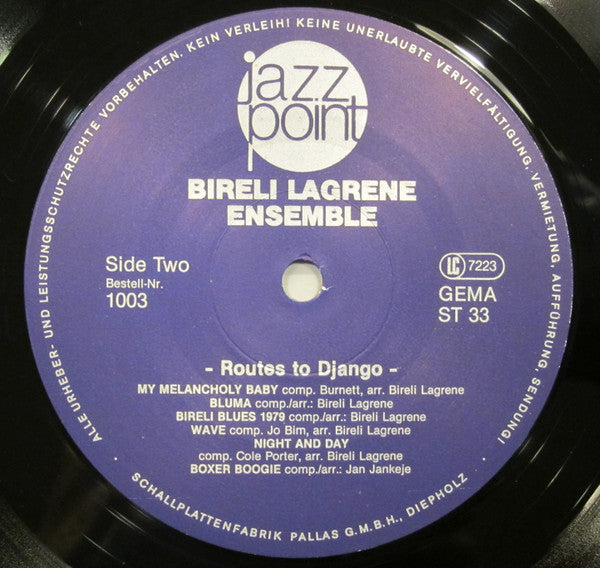 ALLE URHEBER- UND LEISTUNGSSCHUTZRECHTE VORBEHALTEN. KEIN VERLEIH! KEINE UNERLAUBTE VERVIELFÄLTIGUNG, VERMIETUNG, AUFFÜHRUNG, SENDUNG!
jazz
point
BIRELI LAGRENE
ENSEMBLE
Side Two
Bestell-Nr.
1003
LC 7223
GEMA
ST 33
- Routes to Django -
MY MELANCHOLY BABY comp. Burnett, arr. Bireli Lagrene
BLUMA comp./arr.: Bireli Lagrene
BIRELI BLUES 1979 comp./arr.: Bireli Lagrene
WAVE comp. Jo Bim, arr. Bireli Lagrene
NIGHT AND DAY
comp. Cole Porter, arr. Bireli Lagrene
BOXER BOOGIE comp./arr.: Jan Jankeje
· SCHALLPLATTENFABRIK PALLAS G.M.B.H., DIEPHOLZ ·